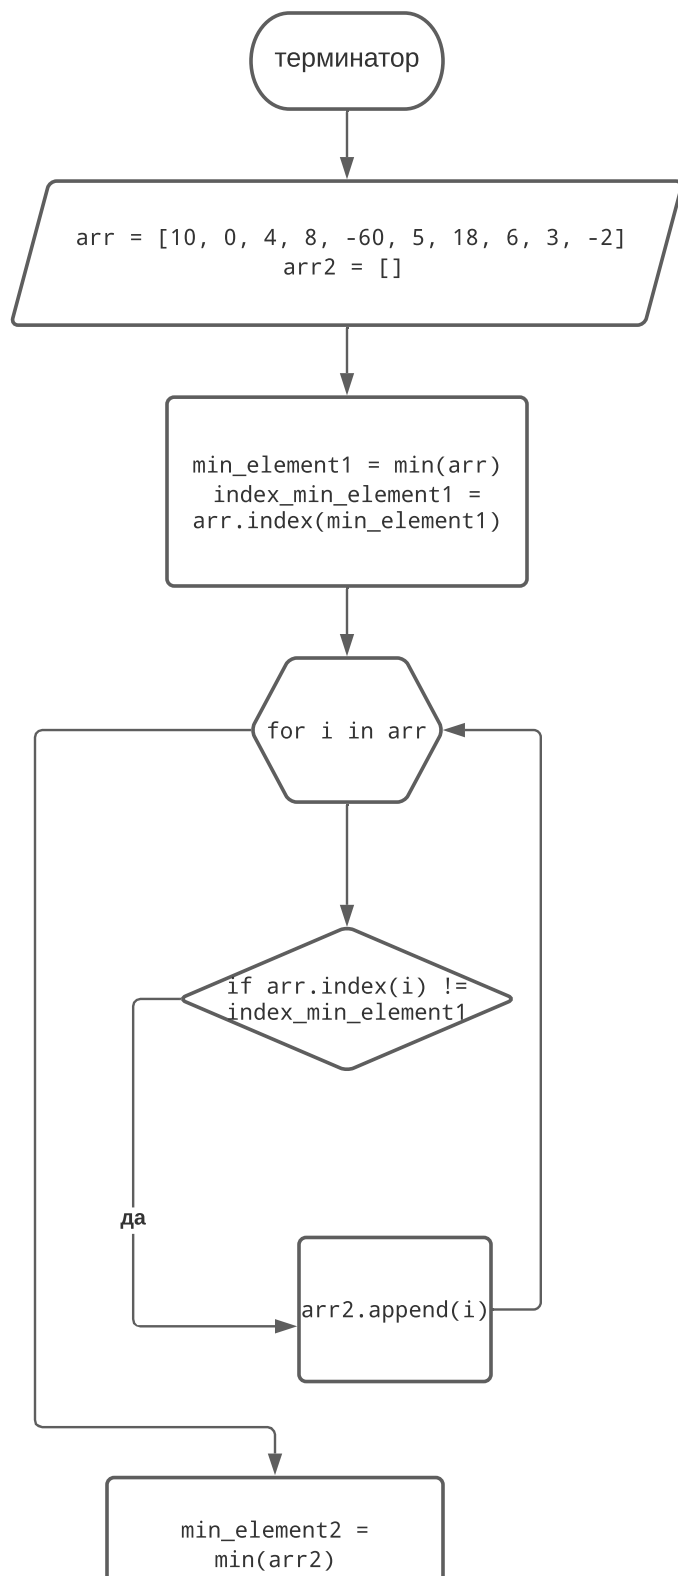 терминатор
arr = [10, 0, 4, 8, -60, 5, 18, 6, 3, -2]
arr2 = []
min_element1 = min(arr)
index_min_element1 =
arr.index(min_element1)
for i in arr
if arr.index(i) !=
index_min_element1
да
arr2.append(i)
min_element2 =
min(arr2)